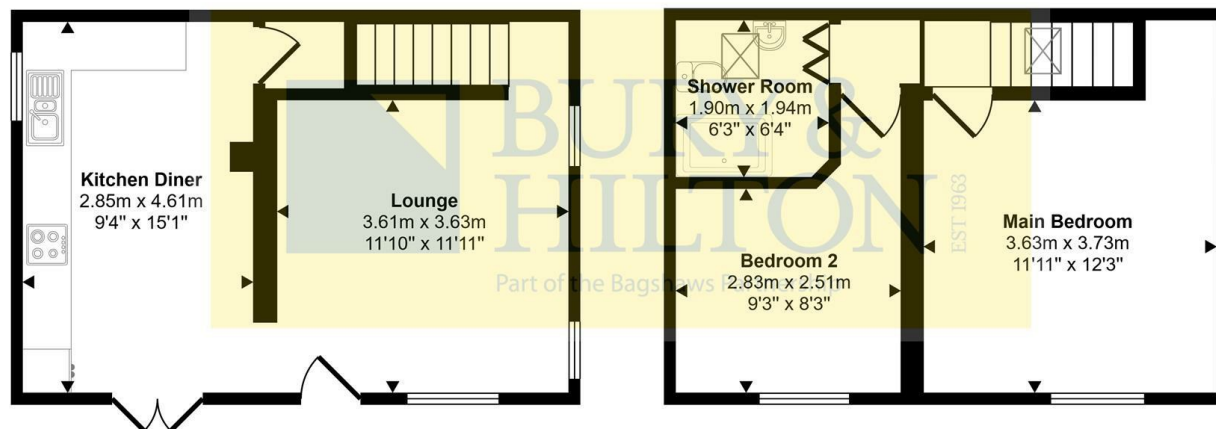 Kitchen Diner
2.85m x 4.61m
9'4" x 15'1"
Lounge
3.61m x 3.63m
11'10" x 11'11"
Shower Room
1.90m x 1.94m
6'3" x 6'4"
Bedroom 2
2.83m x 2.51m
9'3" x 8'3"
Main Bedroom
3.63m x 3.73m
11'11" x 12'3"
BURY &
HILTON
EST 1963
Part of the Bagshaws Partnership